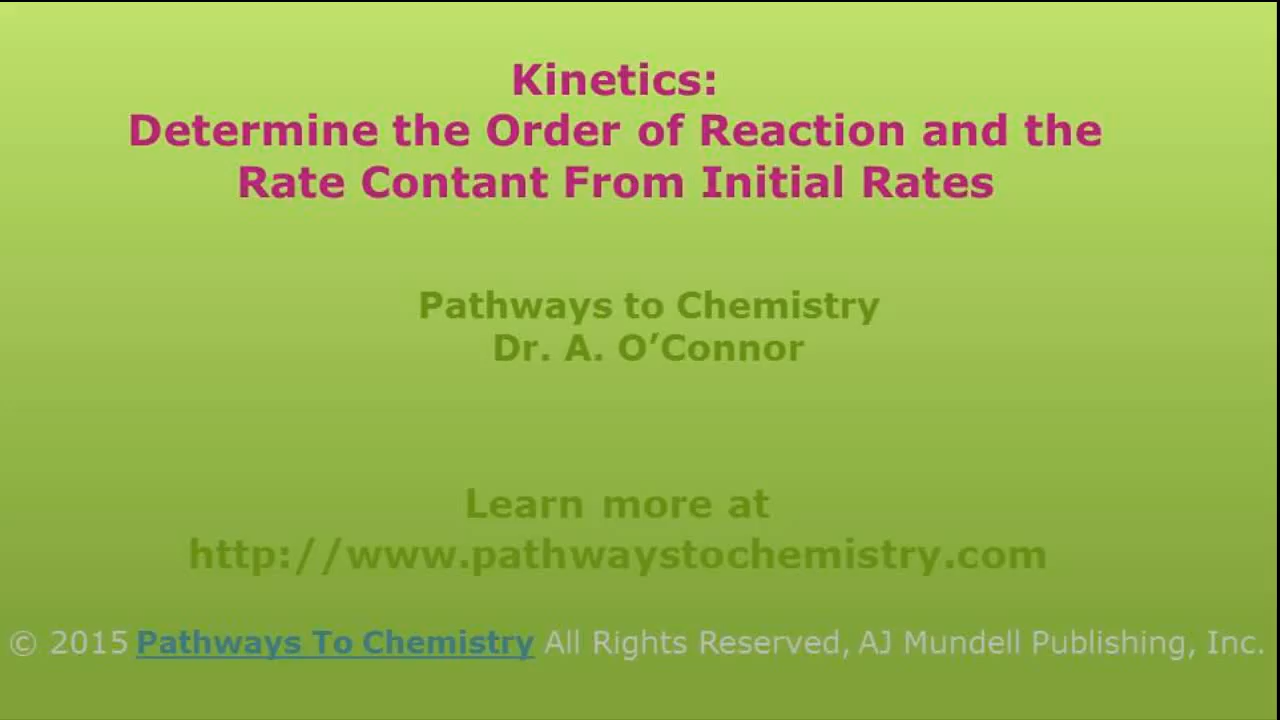 Kinetics:
Determine the Order of Reaction and the
Rate Contant From Initial Rates
Pathways to Chemistry
Dr. A. O’Connor
Learn more at
http://www.pathwaystochemistry.com
© 2015 Pathways To Chemistry All Rights Reserved, AJ Mundell Publishing, Inc.